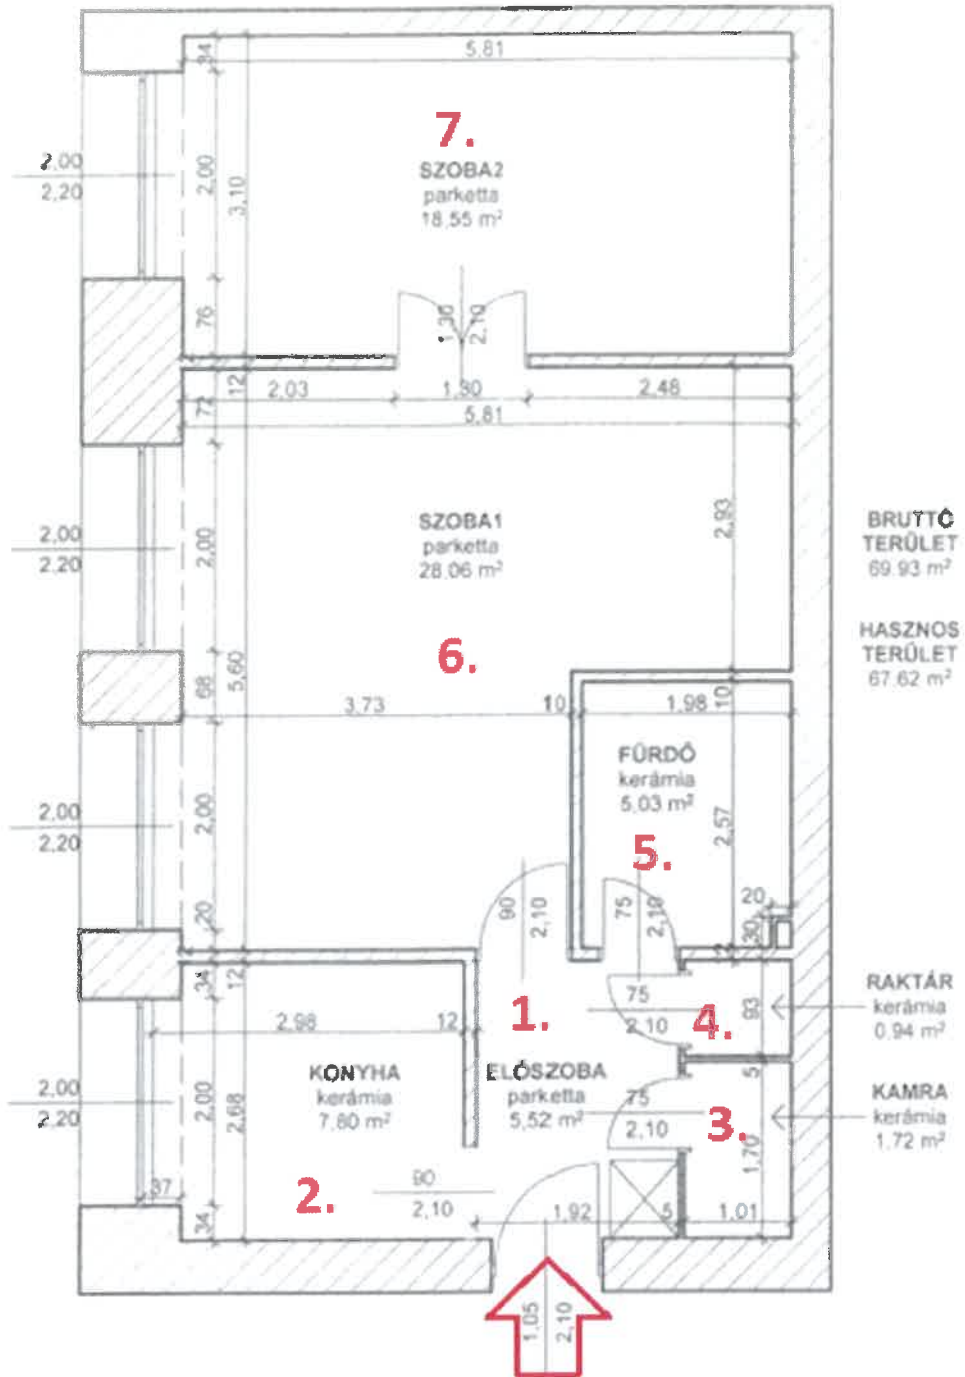 5,81
34
7.
SZOBA2
parketta
18,55 m²
2,00
2,20
2,00
3,10
76
1,30
2,10
12
2,03
1,30
2,48
72
5,81
SZOBA1
parketta
28,06 m²
2,93
2,00
2,20
2,00
BRUTTÓ
TERÜLET
69.93 m²
HASZNOS
TERÜLET
67.62 m²
6.
68
5,60
3,73
10
1,98
10
FÜRDŐ
kerámia
5,03 m²
2,00
2,20
2,00
2,57
5.
20
90
2,10
75
2,10
20
30
34
12
12
RAKTÁR
kerámia
0.94 m²
75
2,10
93
4.
1.
2,98
12
KONYHA
kerámia
7,80 m²
ELŐSZOBA
parketta
5,52 m²
2,00
2,20
2,00
2,68
5
75
2,10
3.
1,70
KAMRA
kerámia
1.72 m²
37
2.
90
2,10
1,92
5
1,01
34
1,05
2,10